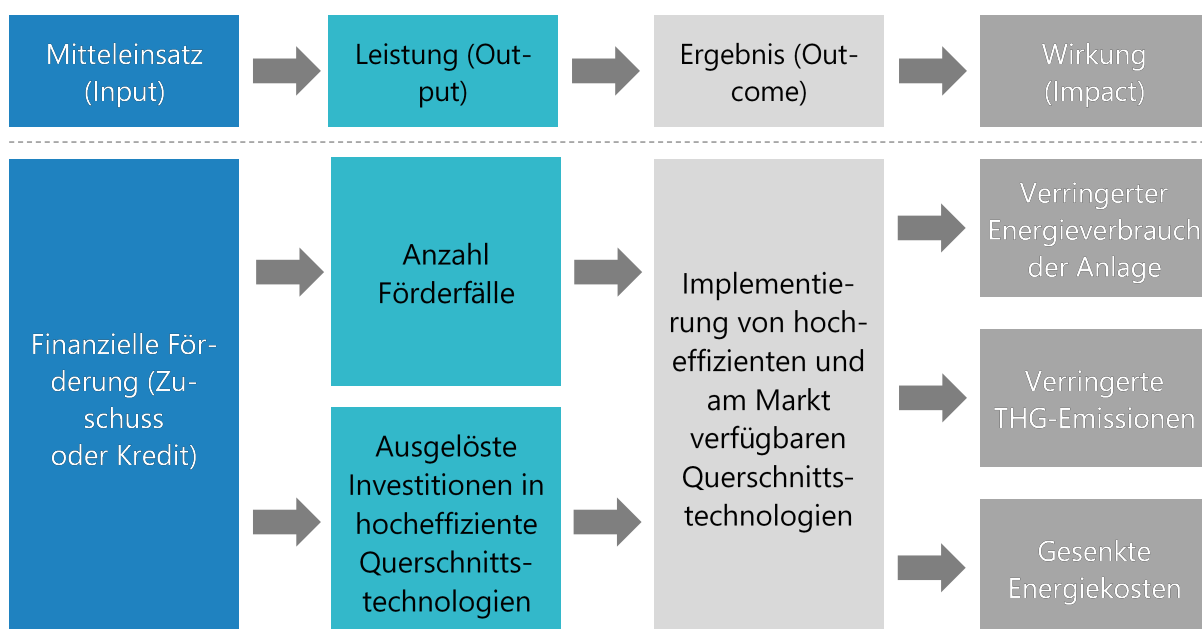 Mitteleinsatz
(Input)
Leistung (Out-
put)
Ergebnis (Out-
come)
Wirkung
(Impact)
Finanzielle För-
derung (Zu-
schuss
oder Kredit)
Anzahl
Förderfälle
Ausgelöste
Investitionen in
hocheffiziente
Querschnitts-
technologien
Implementie-
rung von hoch-
effizienten und
am Markt
verfügbaren
Querschnitts-
technologien
Verringerter
Energieverbrauch
der Anlage
Verringerte
THG-Emissionen
Gesenkte
Energiekosten